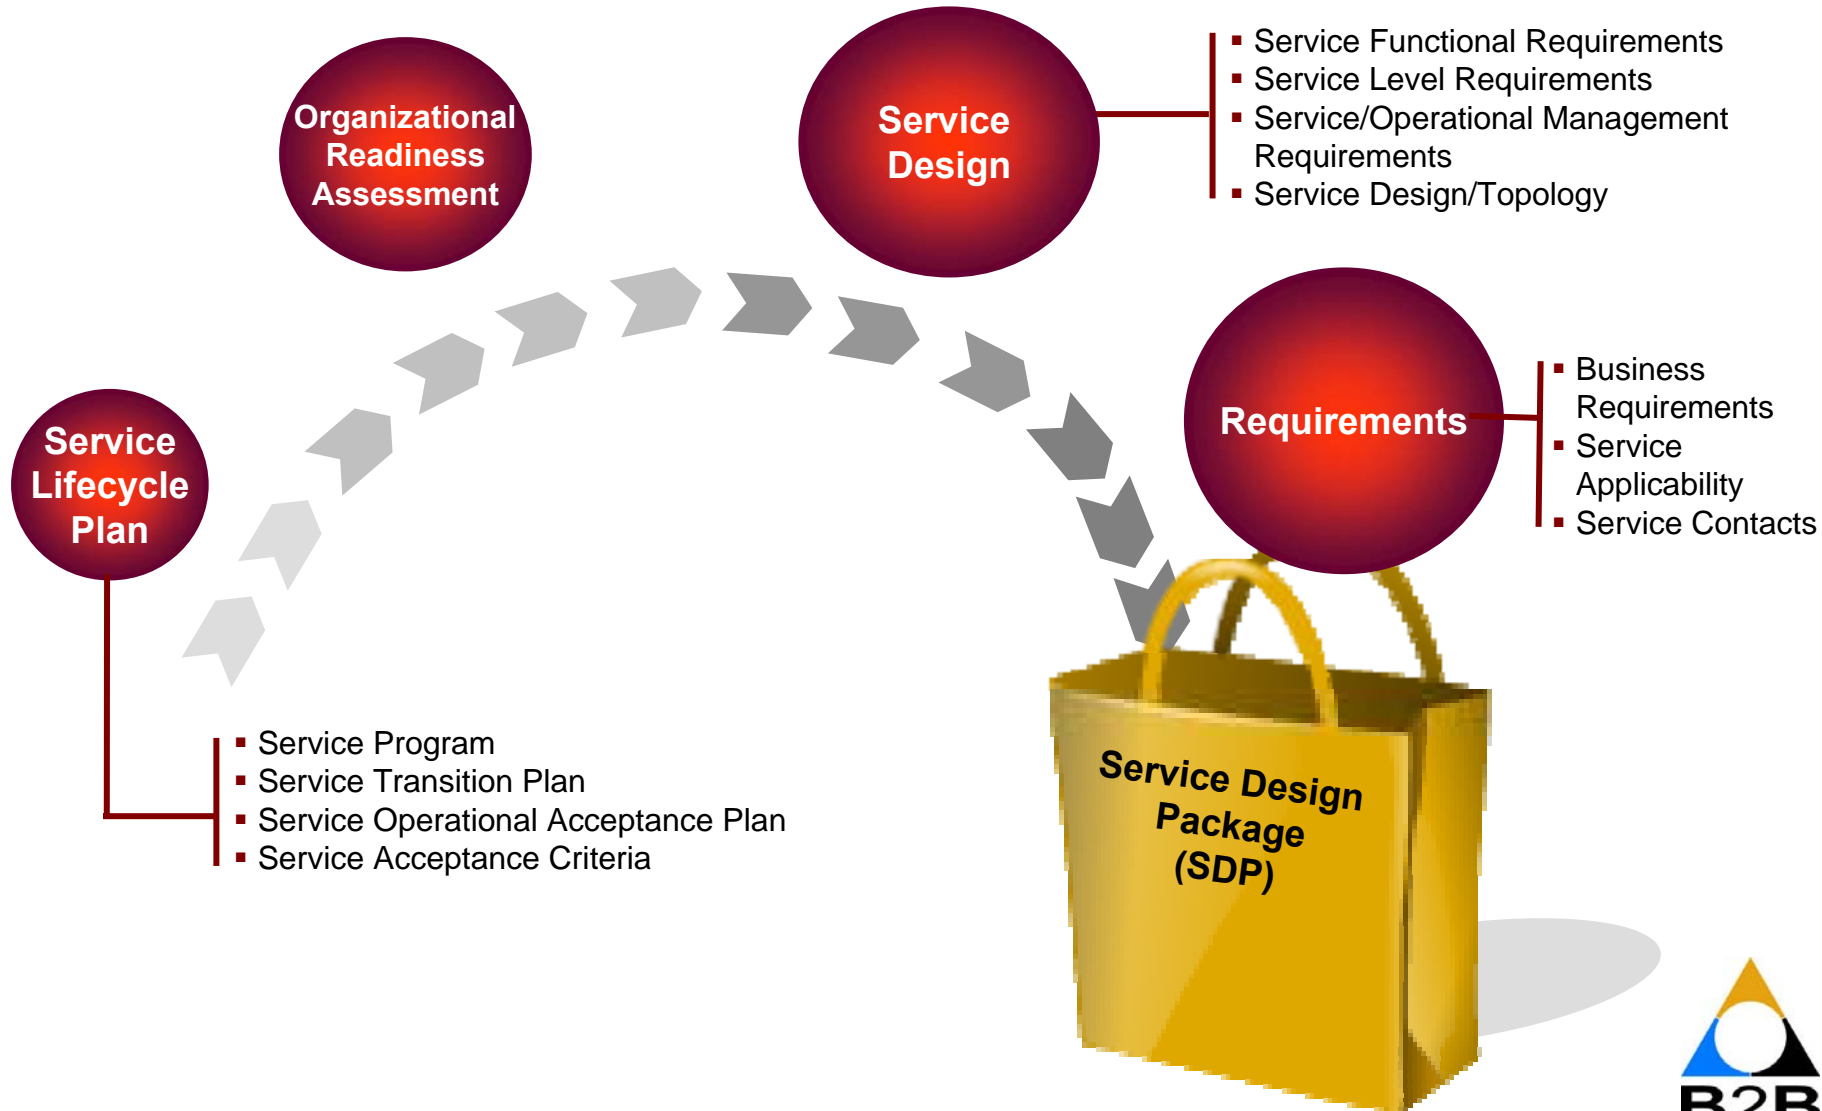 Organizational
Readiness
Assessment
Service
Design
▪ Service Functional Requirements
▪ Service Level Requirements
▪ Service/Operational Management
Requirements
▪ Service Design/Topology
Service
Lifecycle
Plan
Requirements
▪ Business
Requirements
▪ Service
Applicability
▪ Service Contacts
▪ Service Program
▪ Service Transition Plan
▪ Service Operational Acceptance Plan
▪ Service Acceptance Criteria
Service Design
Package
(SDP)
B2B